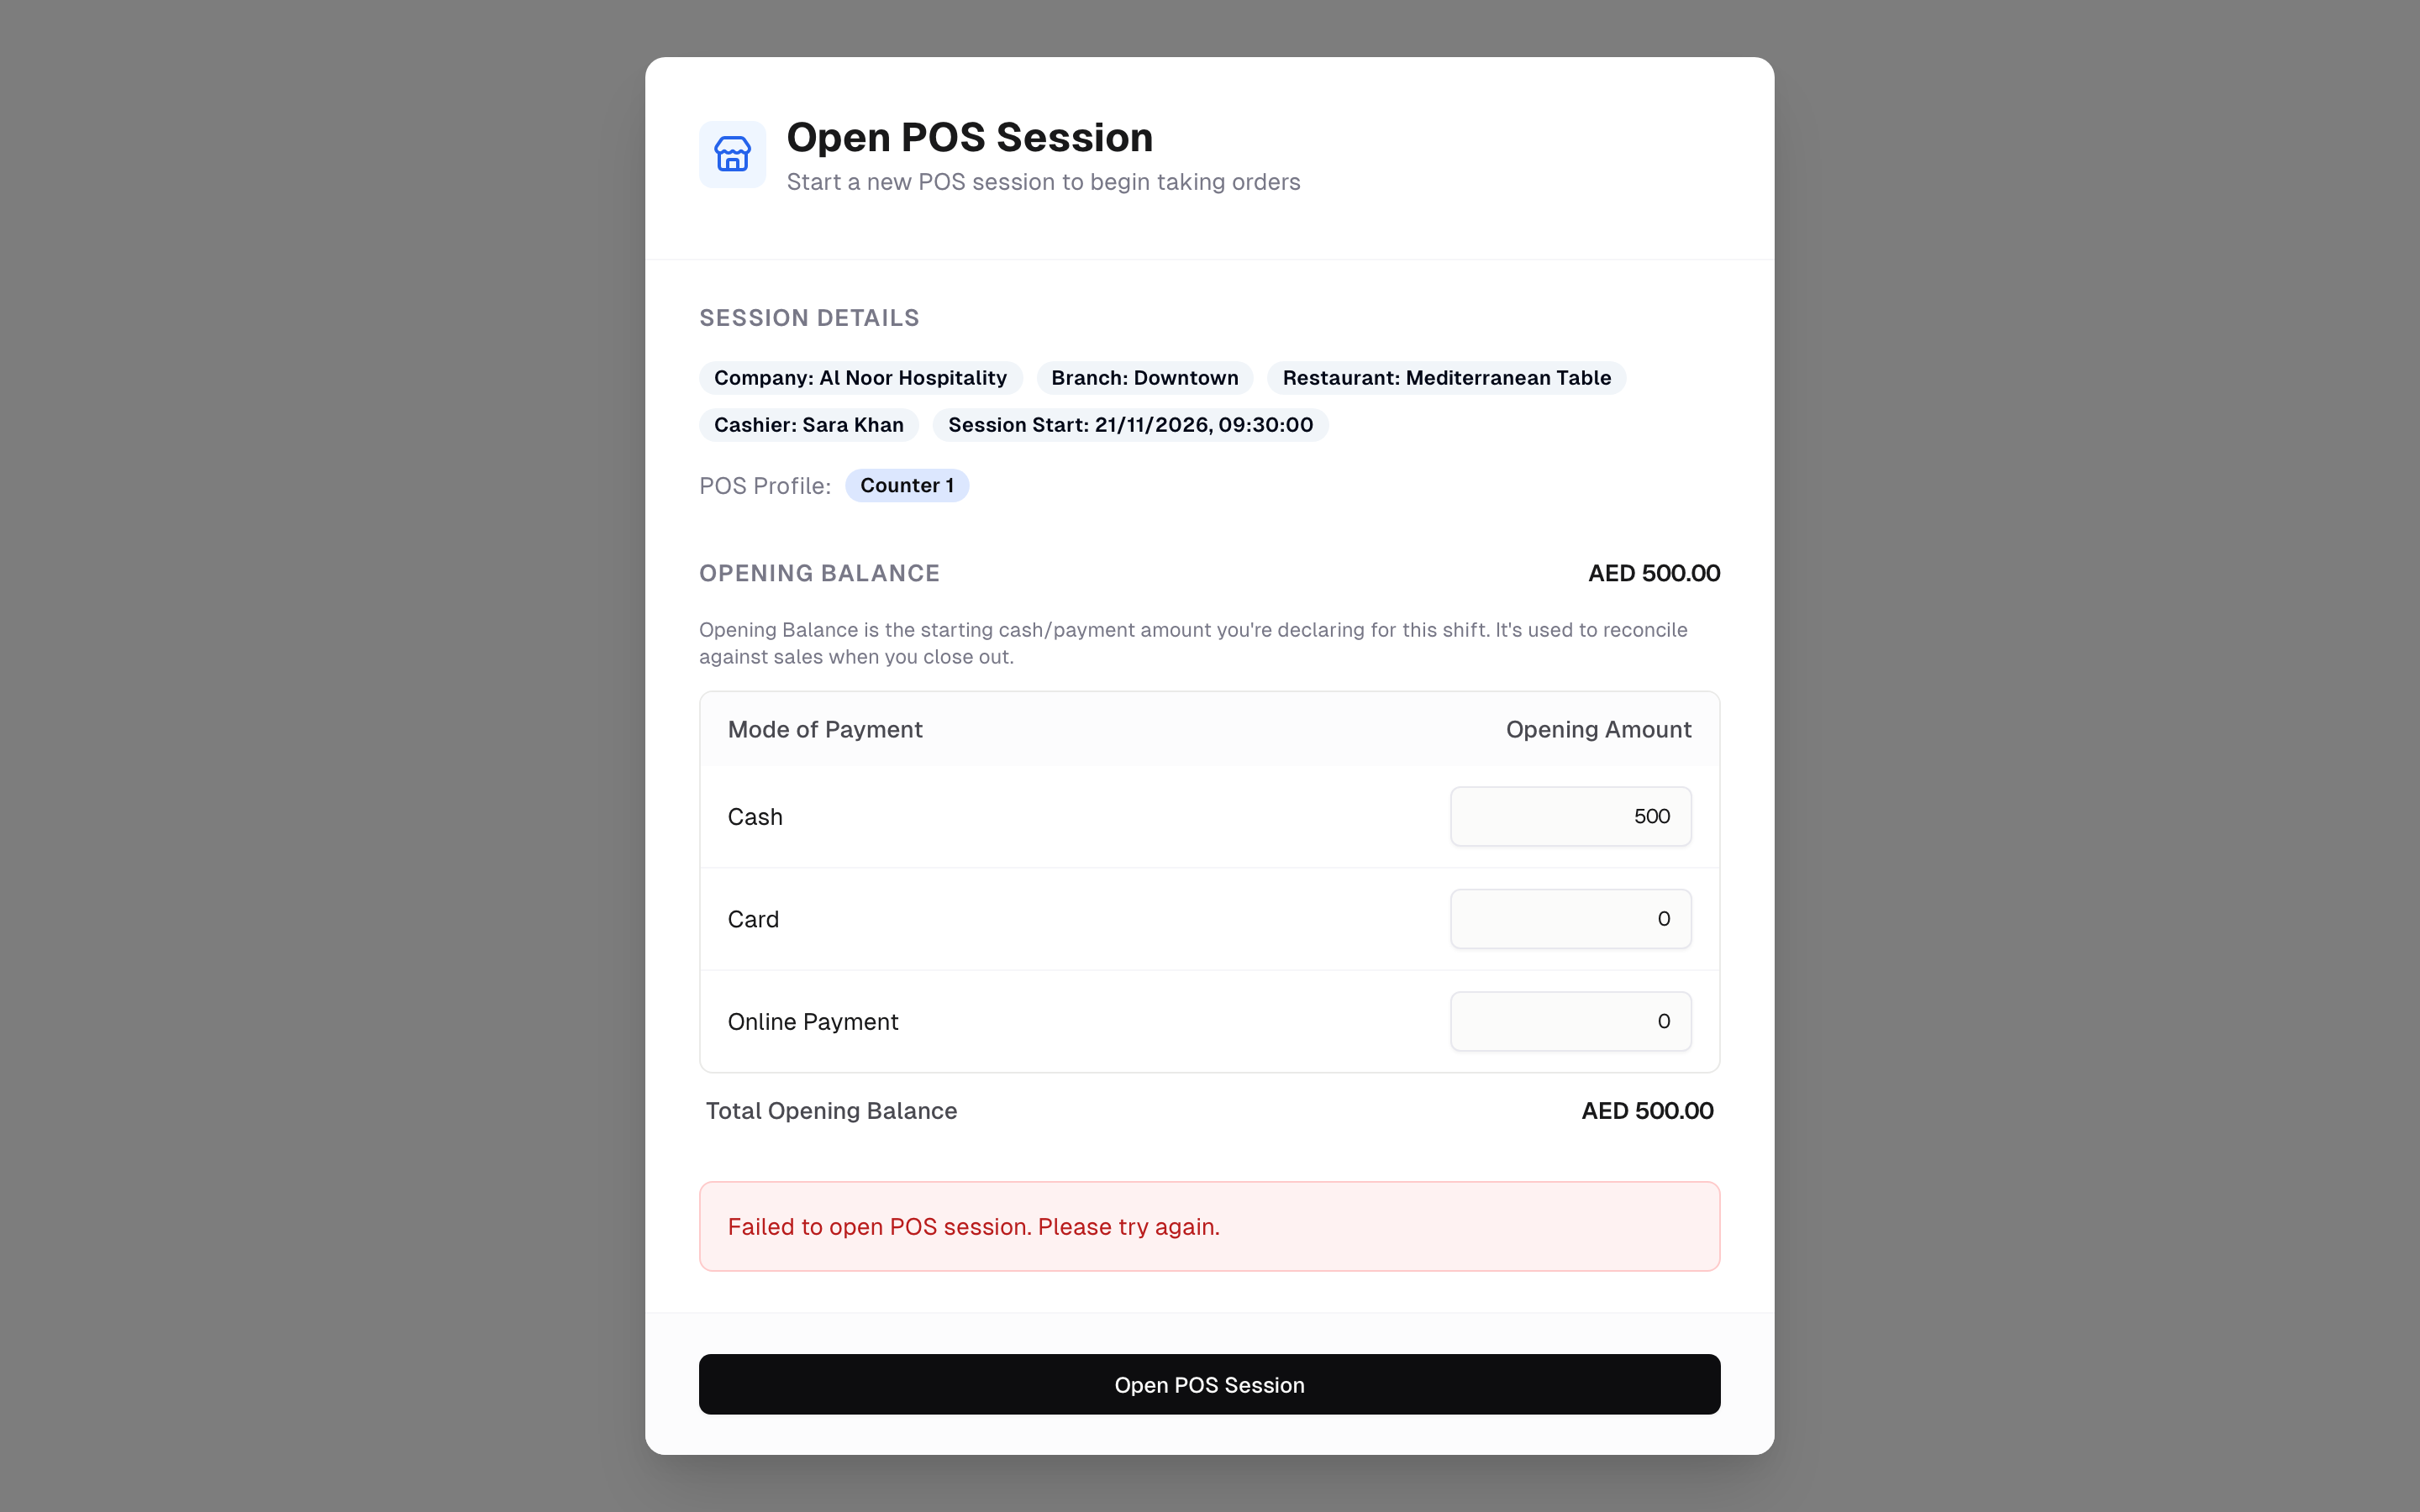 Open POS Session
Start a new POS session to begin taking orders
SESSION DETAILS
Company: Al Noor Hospitality
Branch: Downtown
Restaurant: Mediterranean Table
Cashier: Sara Khan
Session Start: 21/11/2026, 09:30:00
POS Profile: Counter 1
OPENING BALANCE AED 500.00
Opening Balance is the starting cash/payment amount you're declaring for this shift. It's used to reconcile
against sales when you close out.
Mode of Payment Opening Amount
Cash 500
Card 0
Online Payment 0
Total Opening Balance AED 500.00
Failed to open POS session. Please try again.
Open POS Session